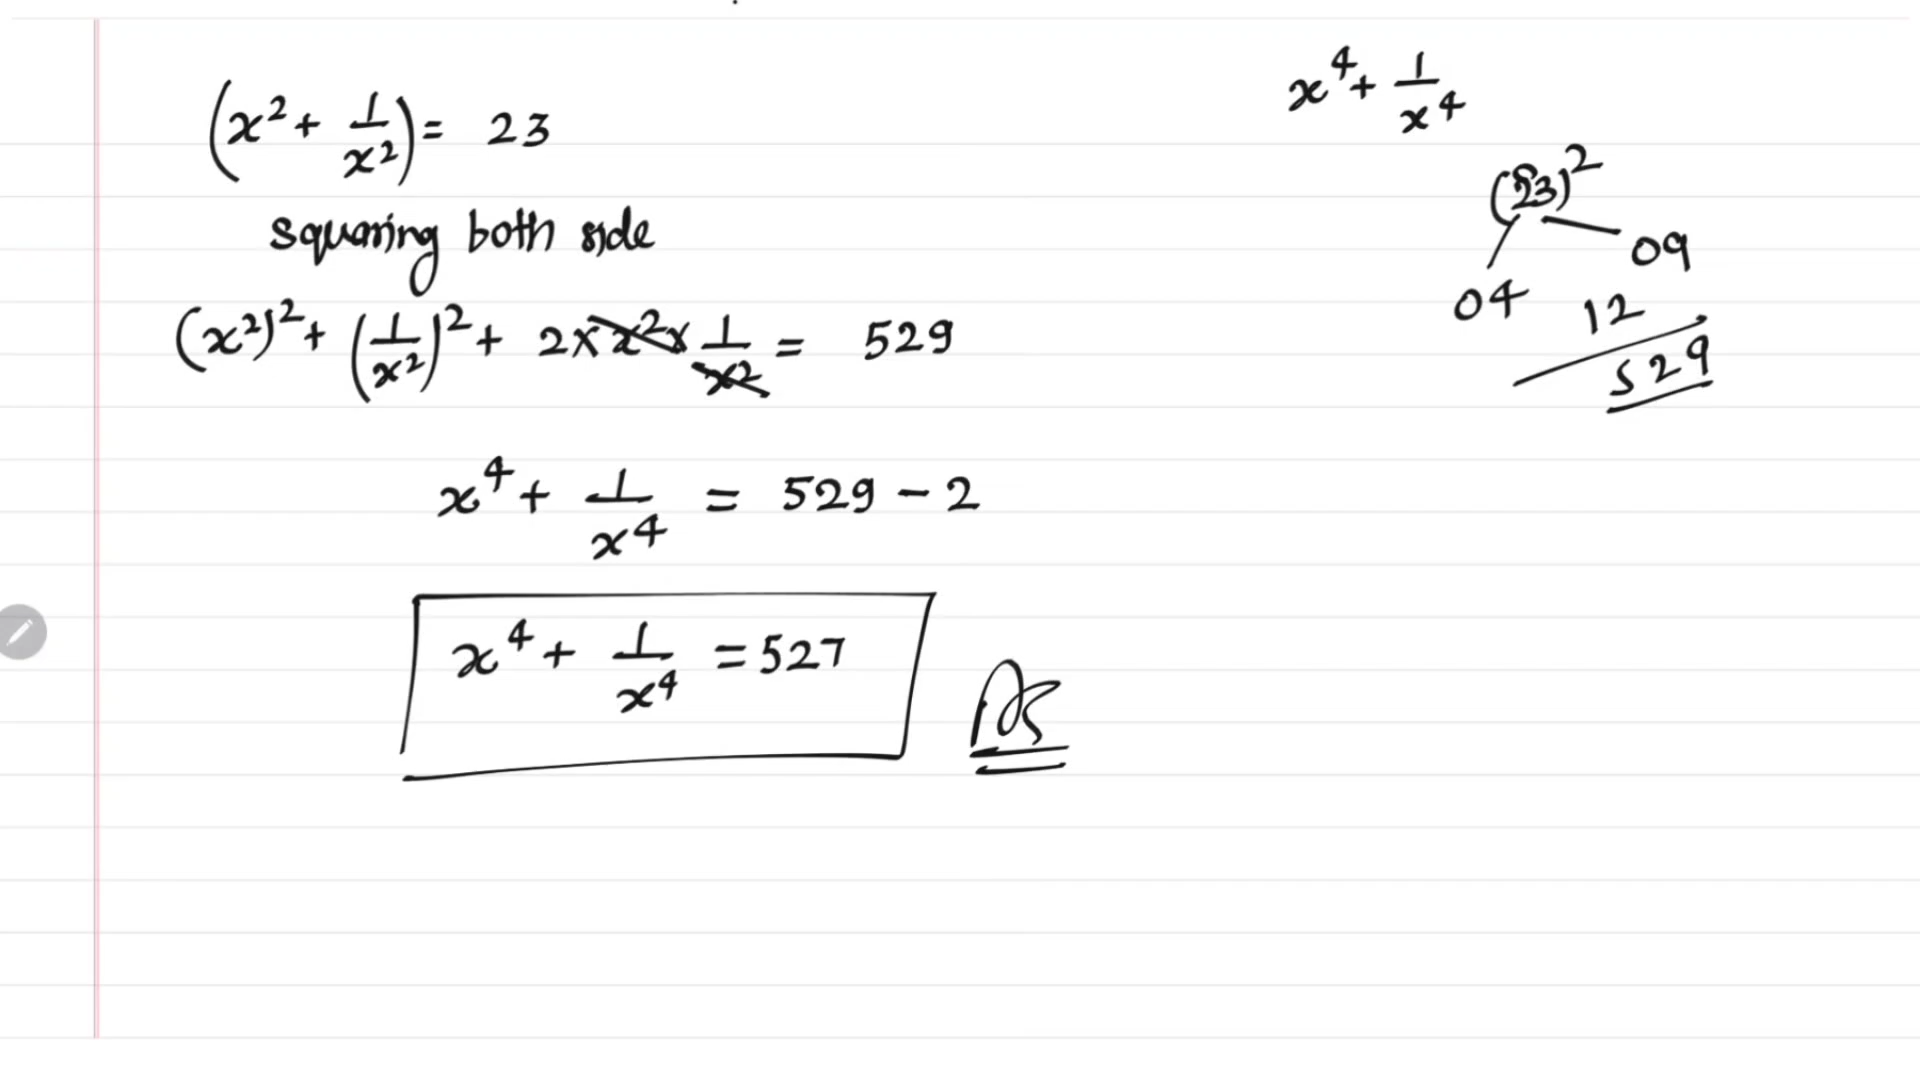 (x² + 1/x²) = 23
squaring both side
(x²)² + (1/x²)² + 2 x x² x 1/x² = 529
x⁴ + 1/x⁴ = 529 - 2
x⁴ + 1/x⁴ = 527
x⁴ + 1/x⁴
(23)²
04 09
12
529